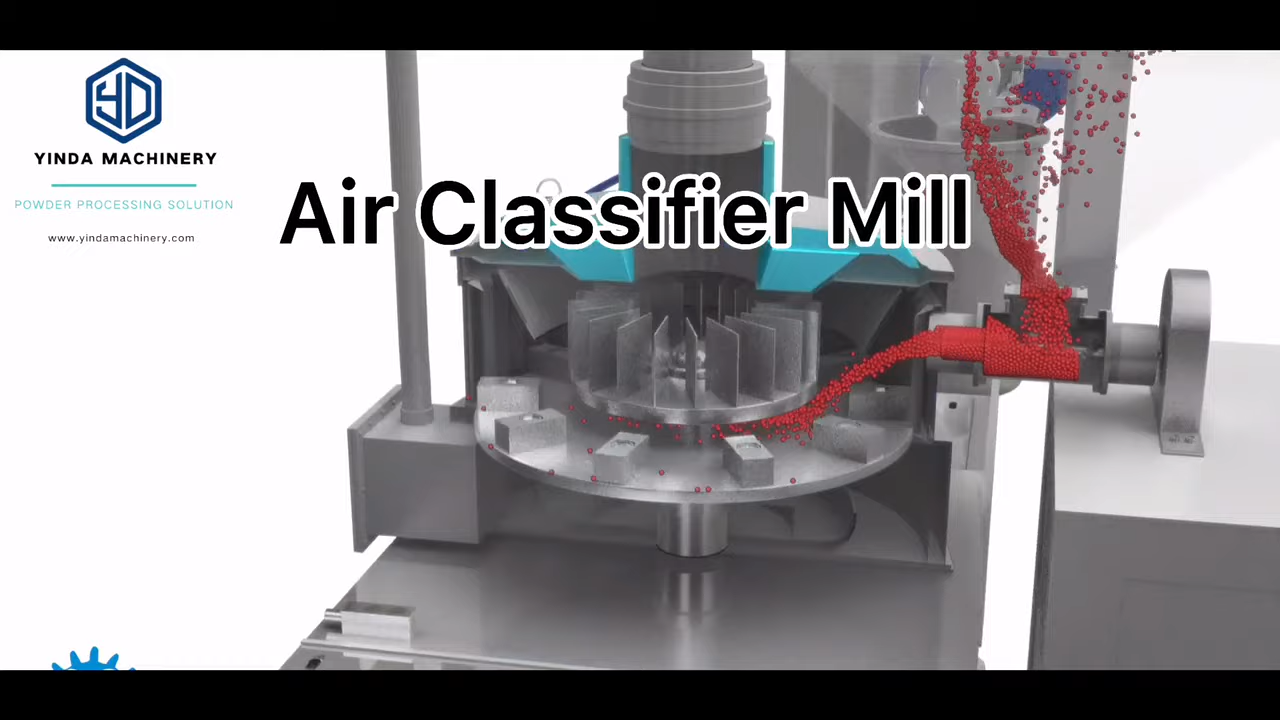 YD
YINDA MACHINERY
POWDER PROCESSING SOLUTION
www.yindamachinery.com
Air Classifier Mill